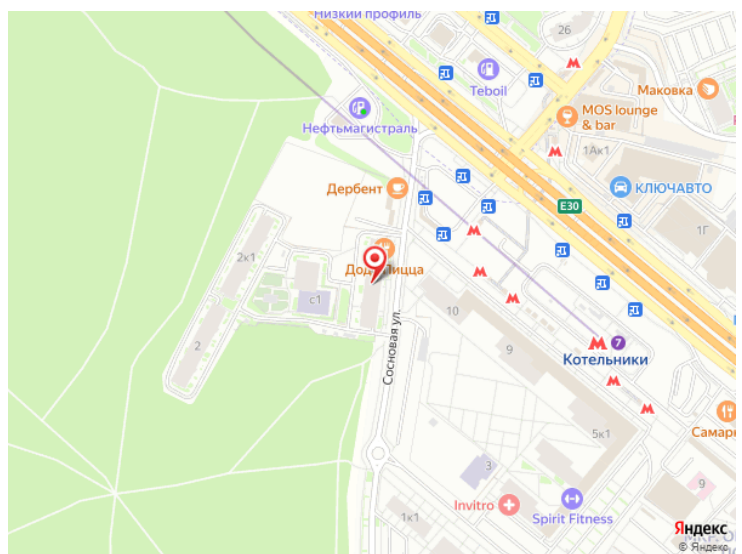 Низкий профиль
26
Teboil
Маковка
MOS lounge
& bar
Нефтьмагистраль
1Ак1
КЛЮЧАВТО
Дербент
E30
1Г
2к1
Додо Пицца
с1
10
7
Котельники
9
2
Сосновая ул.
5к1
3
9
Invitro
Spirit Fitness
1к1
Яндекс
© Яндекс